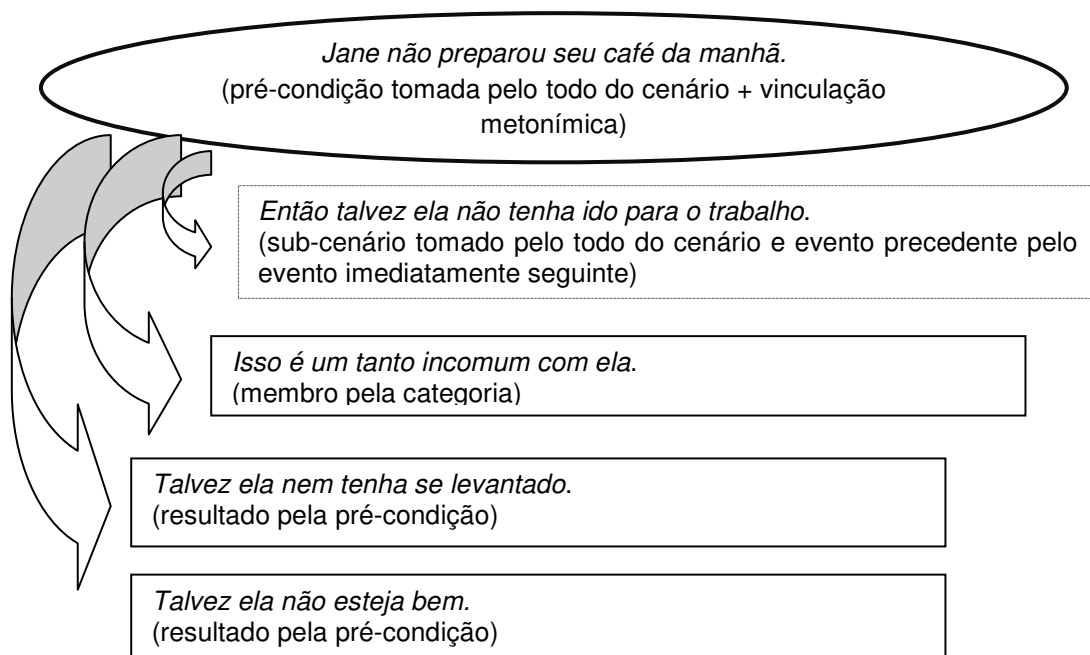 Jane não preparou seu café da manhã.
(pré-condição tomada pelo todo do cenário + vinculação
metonímica)
Então talvez ela não tenha ido para o trabalho.
(sub-cenário tomado pelo todo do cenário e evento precedente pelo
evento imediatamente seguinte)
Isso é um tanto incomum com ela.
(membro pela categoria)
Talvez ela nem tenha se levantado.
(resultado pela pré-condição)
Talvez ela não esteja bem.
(resultado pela pré-condição)